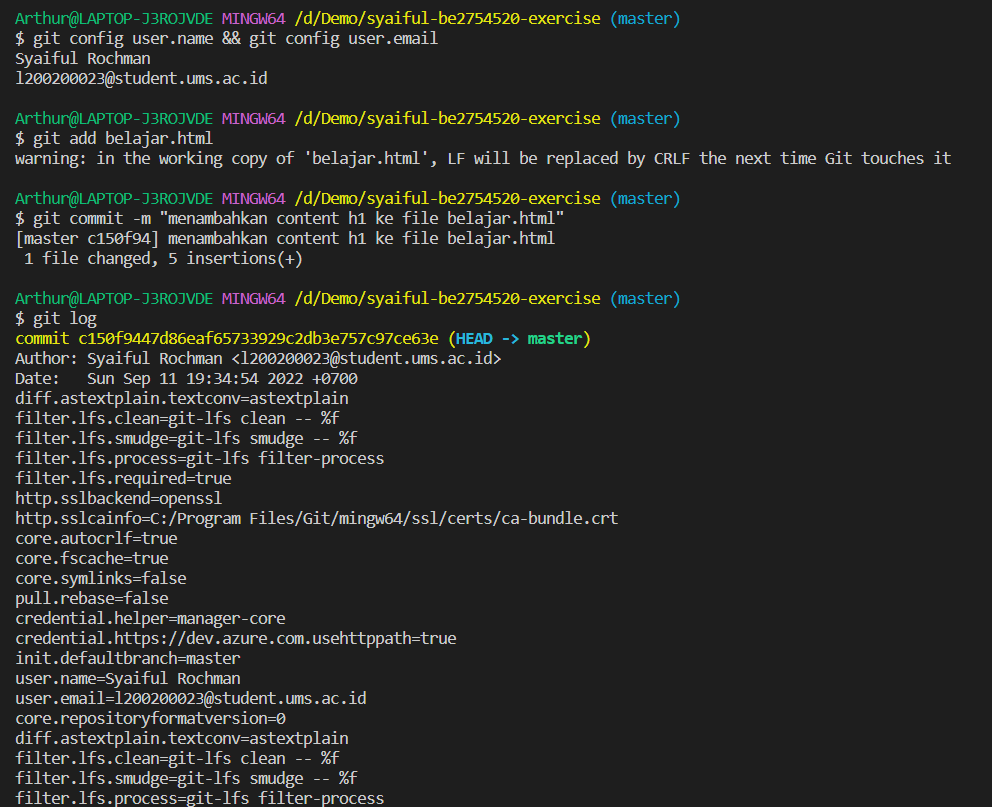 Arthur@LAPTOP-J3ROJVDE MINGW64 /d/Demo/syaiful-be2754520-exercise (master)
$ git config user.name && git config user.email
Syaiful Rochman
l200200023@student.ums.ac.id

Arthur@LAPTOP-J3ROJVDE MINGW64 /d/Demo/syaiful-be2754520-exercise (master)
$ git add belajar.html
warning: in the working copy of 'belajar.html', LF will be replaced by CRLF the next time Git touches it

Arthur@LAPTOP-J3ROJVDE MINGW64 /d/Demo/syaiful-be2754520-exercise (master)
$ git commit -m "menambahkan content h1 ke file belajar.html"
[master c150f94] menambahkan content h1 ke file belajar.html
 1 file changed, 5 insertions(+)

Arthur@LAPTOP-J3ROJVDE MINGW64 /d/Demo/syaiful-be2754520-exercise (master)
$ git log
commit c150f9447d86eaf65733929c2db3e757c97ce63e (HEAD -> master)
Author: Syaiful Rochman <l200200023@student.ums.ac.id>
Date:   Sun Sep 11 19:34:54 2022 +0700
diff.astextplain.textconv=astextplain
filter.lfs.clean=git-lfs clean -- %f
filter.lfs.smudge=git-lfs smudge -- %f
filter.lfs.process=git-lfs filter-process
filter.lfs.required=true
http.sslbackend=openssl
http.sslcainfo=C:/Program Files/Git/mingw64/ssl/certs/ca-bundle.crt
core.autocrlf=true
core.fscache=true
core.symlinks=false
pull.rebase=false
credential.helper=manager-core
credential.https://dev.azure.com.usehttppath=true
init.defaultbranch=master
user.name=Syaiful Rochman
user.email=l200200023@student.ums.ac.id
core.repositoryformatversion=0
diff.astextplain.textconv=astextplain
filter.lfs.clean=git-lfs clean -- %f
filter.lfs.smudge=git-lfs smudge -- %f
filter.lfs.process=git-lfs filter-process